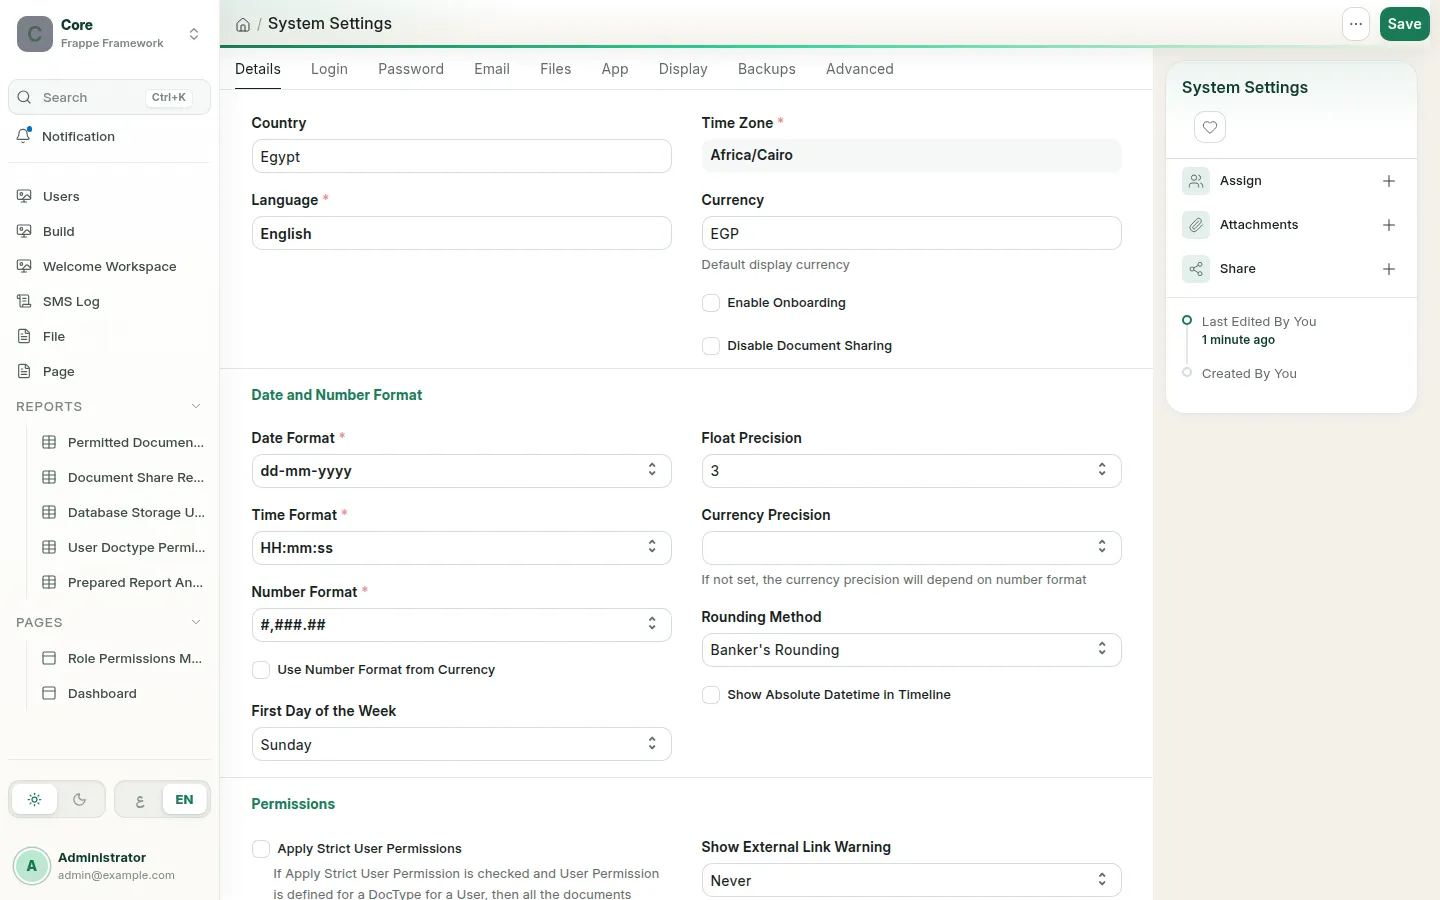 C
Core
Frappe Framework
Search
Ctrl+K
Notification
Users
Build
Welcome Workspace
SMS Log
File
Page
REPORTS
Permitted Documen...
Document Share Re...
Database Storage U...
User Doctype Permi...
Prepared Report An...
PAGES
Role Permissions M...
Dashboard
ع
EN
A
Administrator
admin@example.com
/ System Settings
...
Save
Details
Login
Password
Email
Files
App
Display
Backups
Advanced
Country
Egypt
Time Zone *
Africa/Cairo
Language *
English
Currency
EGP
Default display currency
Enable Onboarding
Disable Document Sharing
Date and Number Format
Date Format *
dd-mm-yyyy
Float Precision
3
Time Format *
HH:mm:ss
Currency Precision
If not set, the currency precision will depend on number format
Number Format *
#,###.##
Rounding Method
Banker's Rounding
Use Number Format from Currency
Show Absolute Datetime in Timeline
First Day of the Week
Sunday
Permissions
Apply Strict User Permissions
If Apply Strict User Permission is checked and User Permission
is defined for a DocType for a User, then all the documents
Show External Link Warning
Never
System Settings
Assign
Attachments
Share
Last Edited By You
1 minute ago
Created By You